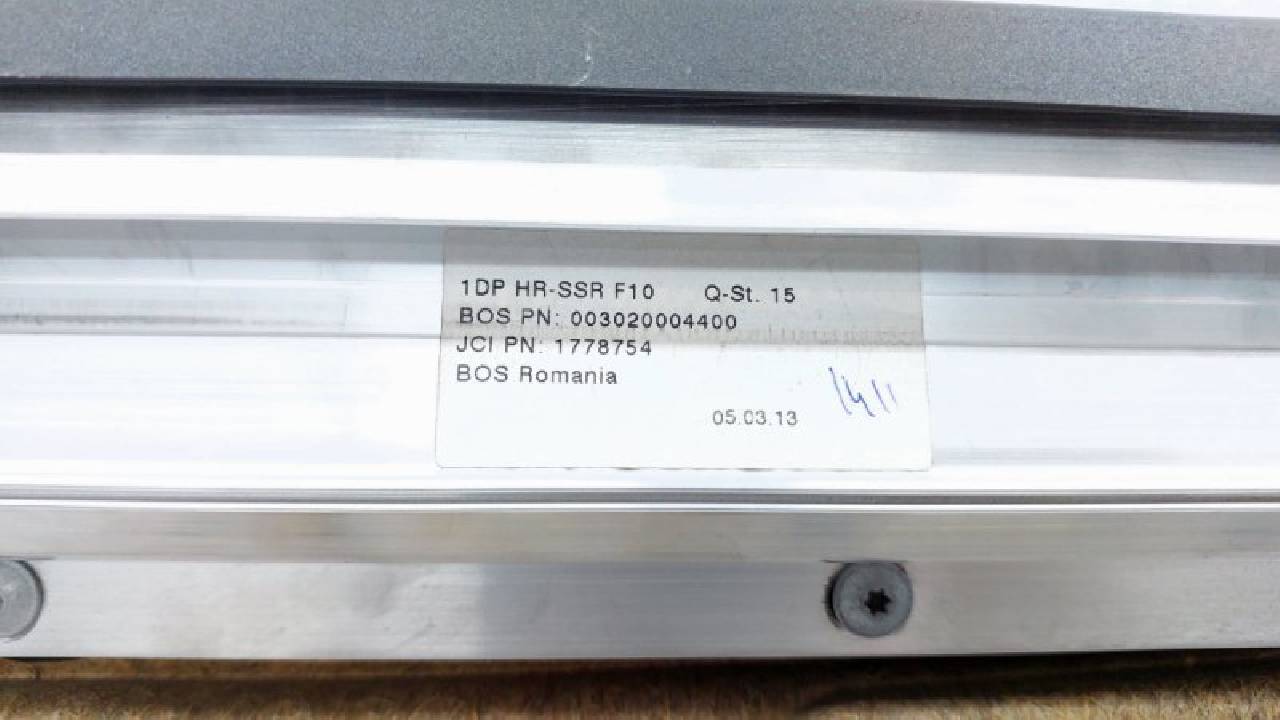 1DP HR-SSR F10 Q-St. 15
BOS PN: 003020004400
JCI PN: 1778754
BOS Romania
05.03.13